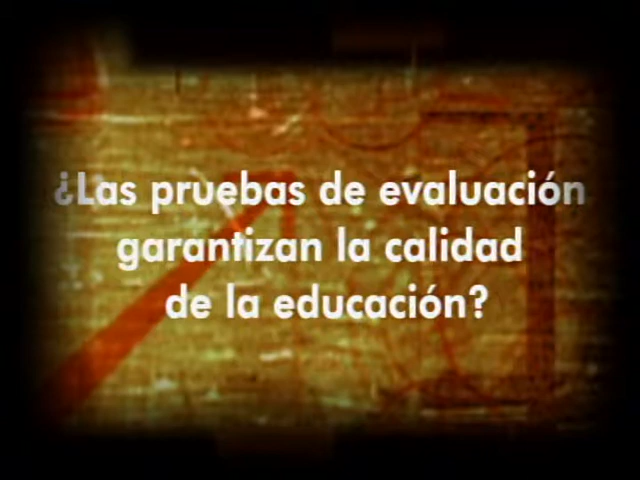 ¿Las pruebas de evaluación
garantizan la calidad
de la educación?